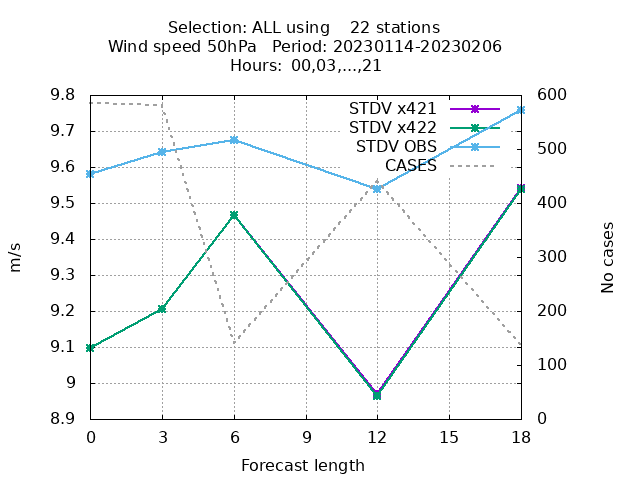 Selection: ALL using    22 stations
Wind speed 50hPa   Period: 20230114-20230206
Hours:  00,03,...,21
STDV x421
STDV x422
STDV OBS
CASES
9.8
9.7
9.6
9.5
9.4
9.3
9.2
9.1
9
8.9
m/s
600
500
400
300
200
100
0
No cases
0 3 6 9 12 15 18
Forecast length